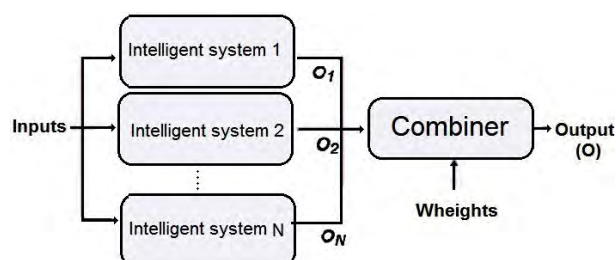 Intelligent system 1
O1
Inputs
Intelligent system 2
O2
Combiner
Output
(O)
Wheights
Intelligent system N
ON